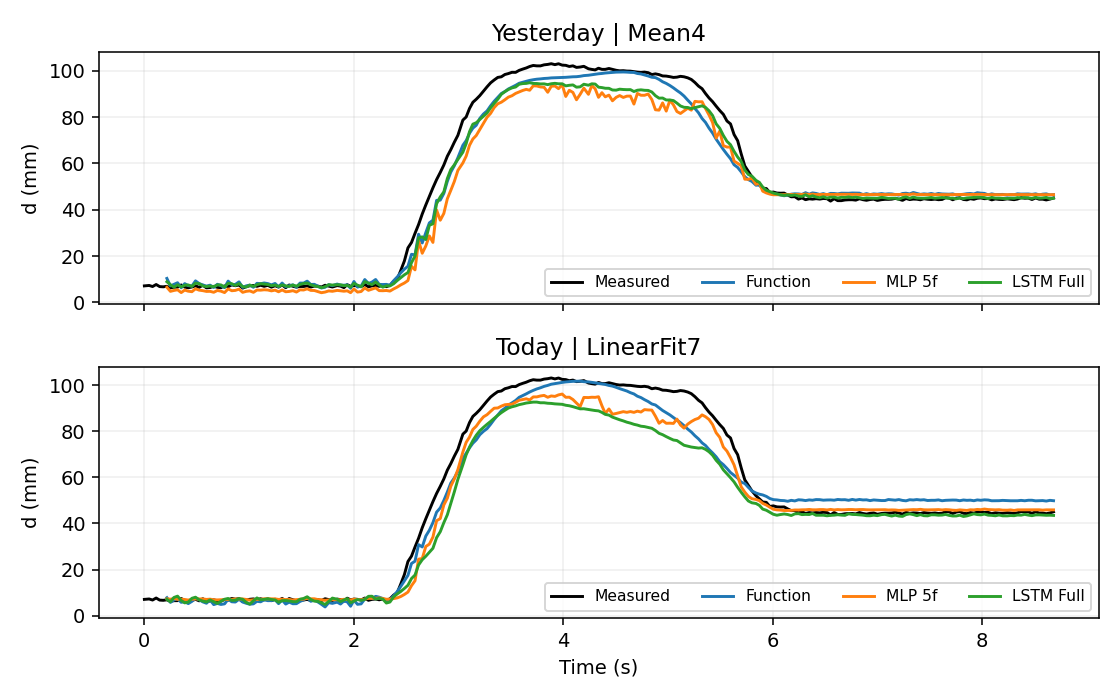 Yesterday | Mean4
d (mm)
100
80
60
40
20
0
Measured Function MLP 5f LSTM Full
Today | LinearFit7
d (mm)
100
80
60
40
20
0
Measured Function MLP 5f LSTM Full
0 2 4 6 8
Time (s)